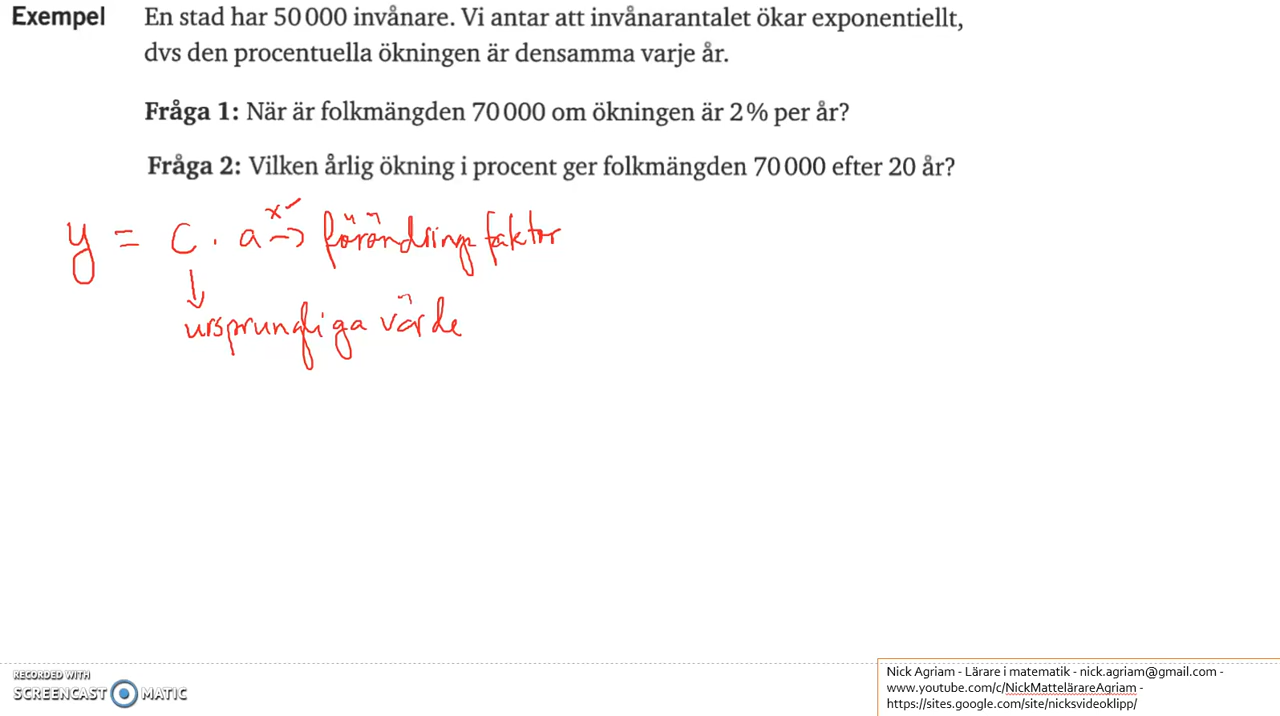 Exempel En stad har 50 000 invånare. Vi antar att invånarantalet ökar exponentiellt,
dvs den procentuella ökningen är densamma varje år.
Fråga 1: När är folkmängden 70 000 om ökningen är 2 % per år?
Fråga 2: Vilken årlig ökning i procent ger folkmängden 70 000 efter 20 år?
y = C · a^x → förändringsfaktor
↓
ursprungliga värde
RECORDED WITH
SCREENCAST MATIC
Nick Agriam - Lärare i matematik - nick.agriam@gmail.com -
www.youtube.com/c/NickMattelärareAgriam -
https://sites.google.com/site/nicksvideoklipp/